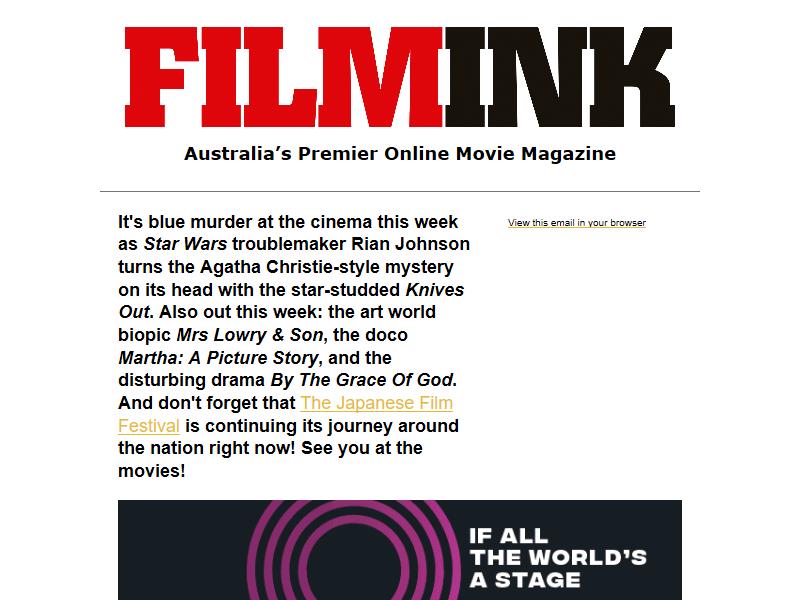 FILMINK
Australia’s Premier Online Movie Magazine
It's blue murder at the cinema this week
as Star Wars troublemaker Rian Johnson
turns the Agatha Christie-style mystery
on its head with the star-studded Knives
Out. Also out this week: the art world
biopic Mrs Lowry & Son, the doco
Martha: A Picture Story, and the
disturbing drama By The Grace Of God.
And don't forget that The Japanese Film
Festival is continuing its journey around
the nation right now! See you at the
movies!
View this email in your browser
IF ALL
THE WORLD’S
A STAGE